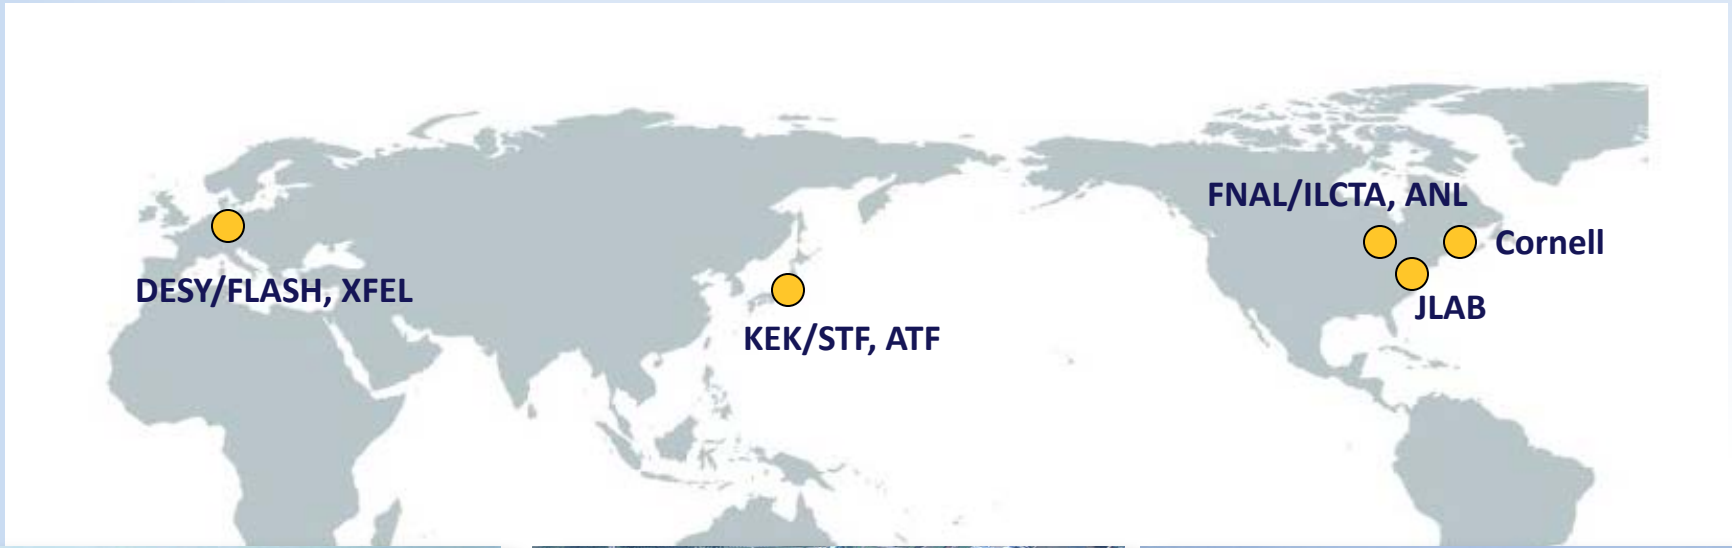 FNAL/ILCTA, ANL
Cornell
DESY/FLASH, XFEL
JLAB
KEK/STF, ATF